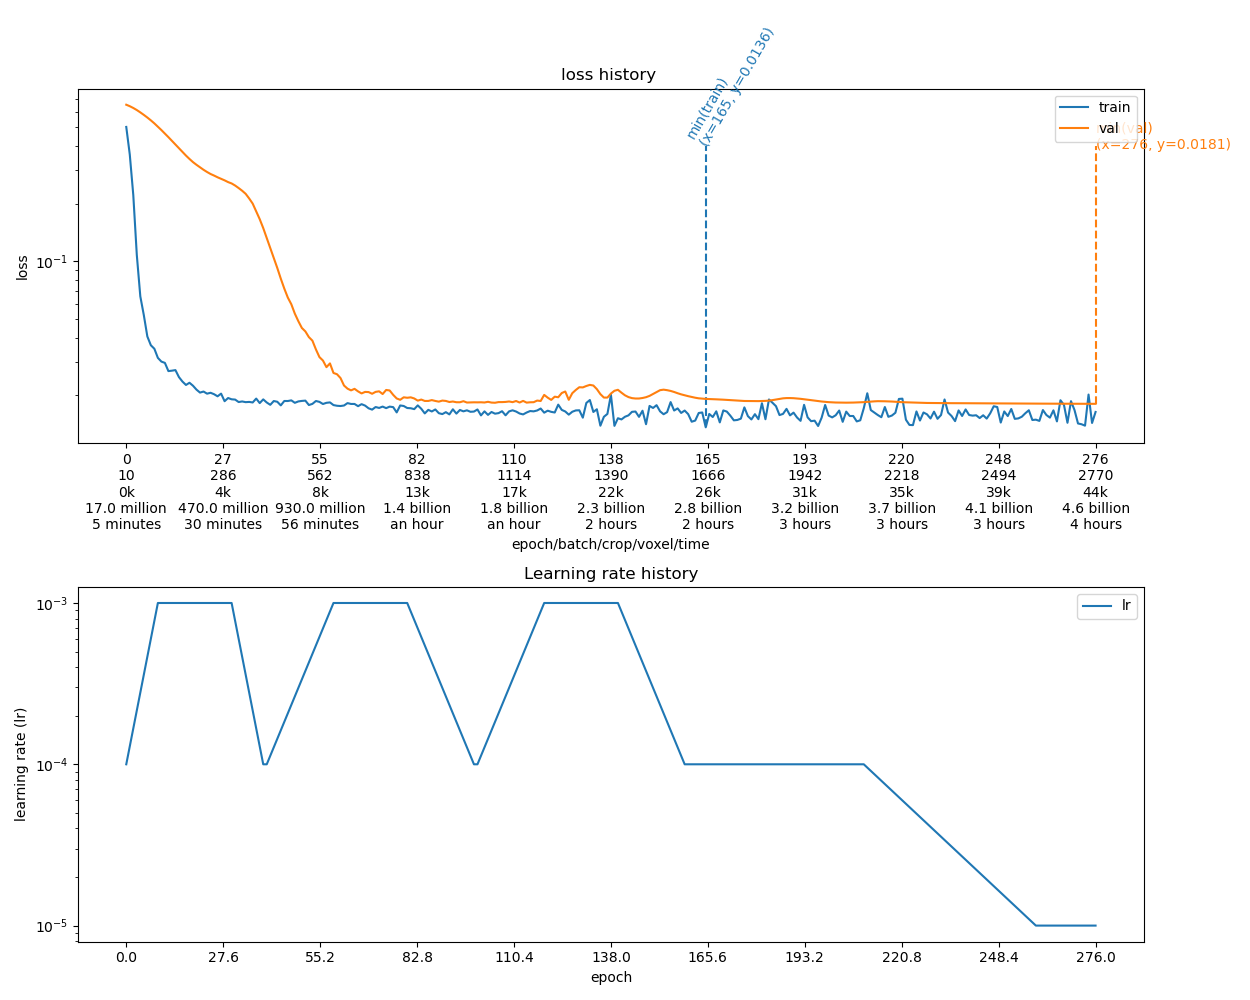 loss history
min(train)
(x=165, y=0.0136)
train
val
(val)
(x=276, y=0.0181)
loss
10⁻¹
0 27 55 82 110 138 165 193 220 248 276
10 286 562 838 1114 1390 1666 1942 2218 2494 2770
0k 4k 8k 13k 17k 22k 26k 31k 35k 39k 44k
17.0 million 470.0 million 930.0 million 1.4 billion 1.8 billion 2.3 billion 2.8 billion 3.2 billion 3.7 billion 4.1 billion 4.6 billion
5 minutes 30 minutes 56 minutes an hour an hour 2 hours 2 hours 3 hours 3 hours 3 hours 4 hours
epoch/batch/crop/voxel/time
Learning rate history
lr
learning rate (lr)
10⁻³
10⁻⁴
10⁻⁵
0.0 27.6 55.2 82.8 110.4 138.0 165.6 193.2 220.8 248.4 276.0
epoch